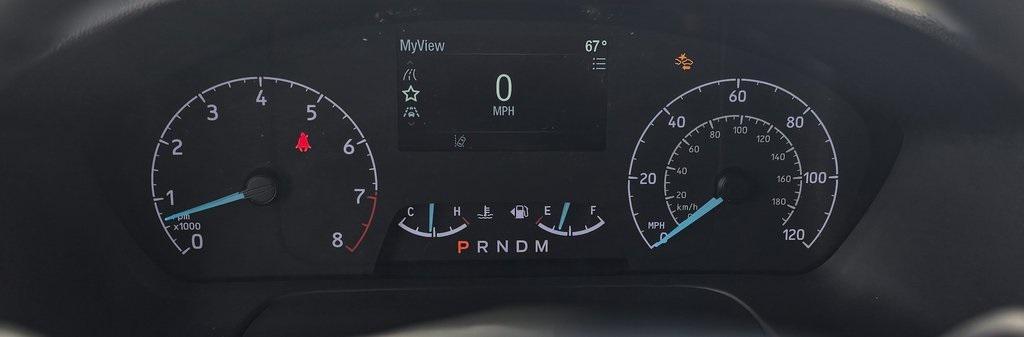 MyView 67°
0
MPH
0 1 2 3 4 5 6 7 8
rpm
x1000
C H E F
P R N D M
0 20 40 60 80 100 120
MPH
20 40 60 80 100 120 140 160 180
km/h